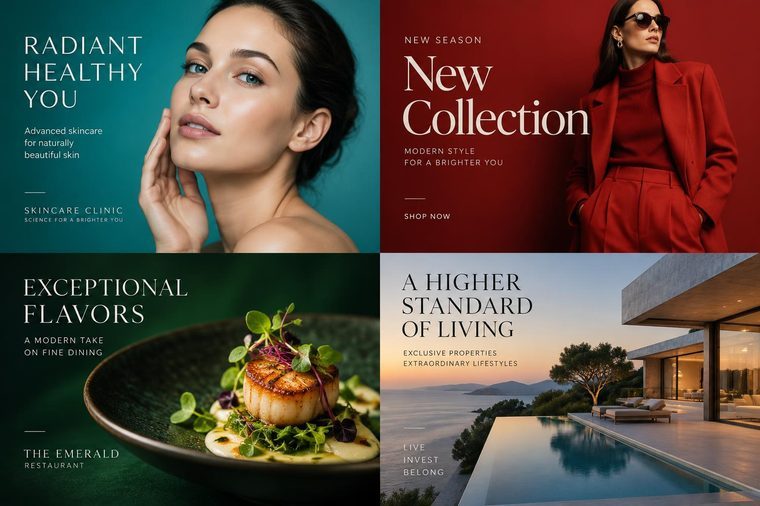 RADIANT
HEALTHY
YOU
Advanced skincare
for naturally
beautiful skin
SKINCARE CLINIC
SCIENCE FOR A BRIGHTER YOU
NEW SEASON
New
Collection
MODERN STYLE
FOR A BRIGHTER YOU
SHOP NOW
EXCEPTIONAL
FLAVORS
A MODERN TAKE
ON FINE DINING
THE EMERALD
RESTAURANT
A HIGHER
STANDARD
OF LIVING
EXCLUSIVE PROPERTIES
EXTRAORDINARY LIFESTYLES
LIVE
INVEST
BELONG